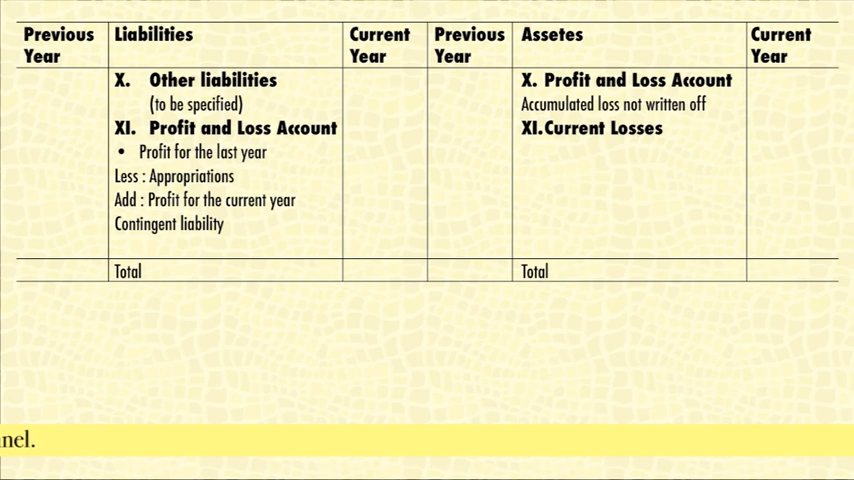 Previous Year
Liabilities
Current Year
Previous Year
Assetes
Current Year
X. Other liabilities
(to be specified)
XI. Profit and Loss Account
• Profit for the last year
Less : Appropriations
Add : Profit for the current year
Contingent liability
X. Profit and Loss Account
Accumulated loss not written off
XI.Current Losses
Total
Total
nel.